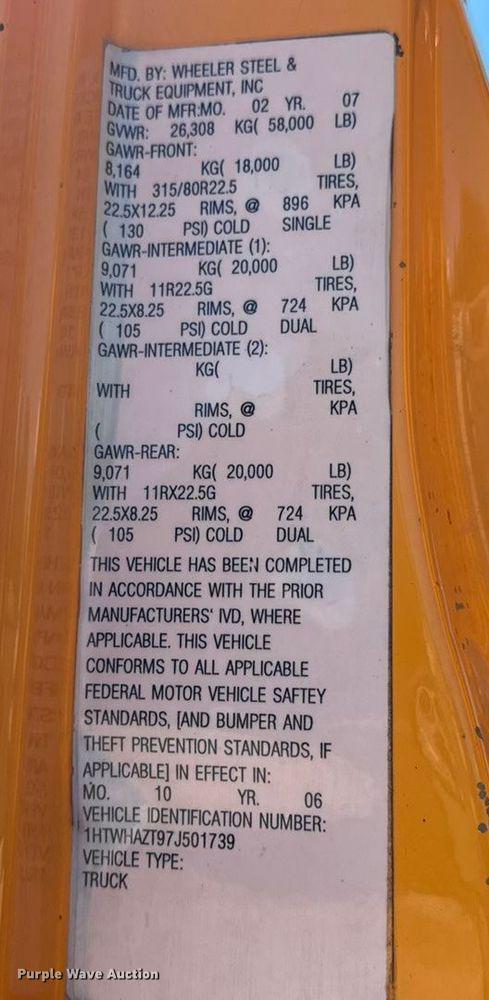 MFD. BY: WHEELER STEEL &
TRUCK EQUIPMENT, INC
DATE OF MFR:MO. 02 YR. 07
GVWR: 26,308 KG( 58,000 LB)
GAWR-FRONT:
8,164 KG( 18,000 LB)
WITH 315/80R22.5 TIRES,
22.5X12.25 RIMS, @ 896 KPA
( 130 PSI) COLD SINGLE
GAWR-INTERMEDIATE (1):
9,071 KG( 20,000 LB)
WITH 11R22.5G TIRES,
22.5X8.25 RIMS, @ 724 KPA
( 105 PSI) COLD DUAL
GAWR-INTERMEDIATE (2):
KG( LB)
WITH TIRES,
RIMS, @ KPA
( PSI) COLD
GAWR-REAR:
9,071 KG( 20,000 LB)
WITH 11RX22.5G TIRES,
22.5X8.25 RIMS, @ 724 KPA
( 105 PSI) COLD DUAL
THIS VEHICLE HAS BEEN COMPLETED
IN ACCORDANCE WITH THE PRIOR
MANUFACTURERS' IVD, WHERE
APPLICABLE. THIS VEHICLE
CONFORMS TO ALL APPLICABLE
FEDERAL MOTOR VEHICLE SAFTEY
STANDARDS, [AND BUMPER AND
THEFT PREVENTION STANDARDS, IF
APPLICABLE] IN EFFECT IN:
MO. 10 YR. 06
VEHICLE IDENTIFICATION NUMBER:
1HTWHAZT97J501739
VEHICLE TYPE:
TRUCK
Purple Wave Auction